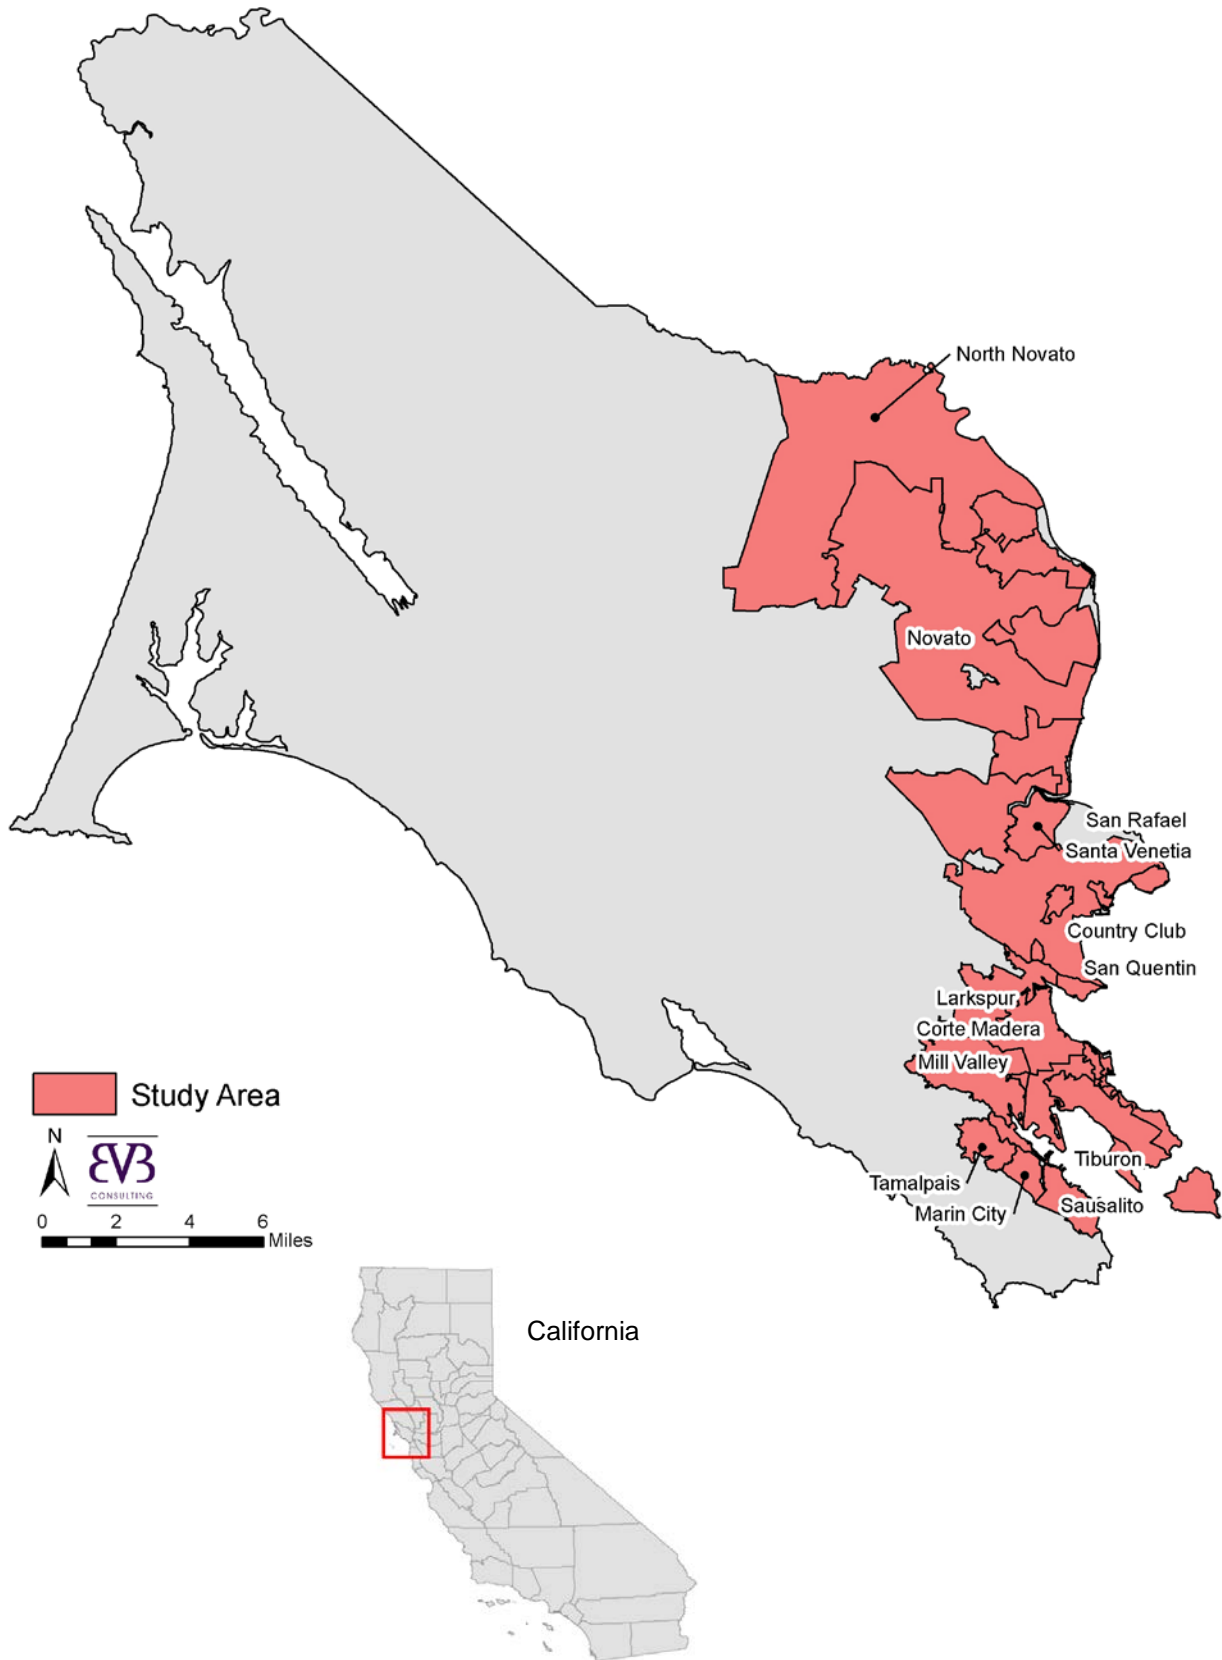 North Novato
Novato
San Rafael
Santa Venetia
Country Club
San Quentin
Larkspur
Corte Madera
Mill Valley
Study Area
N
EVB
CONSULTING
Tiburon
Tamalpais
Marin City
Sausalito
0 2 4 6
Miles
California